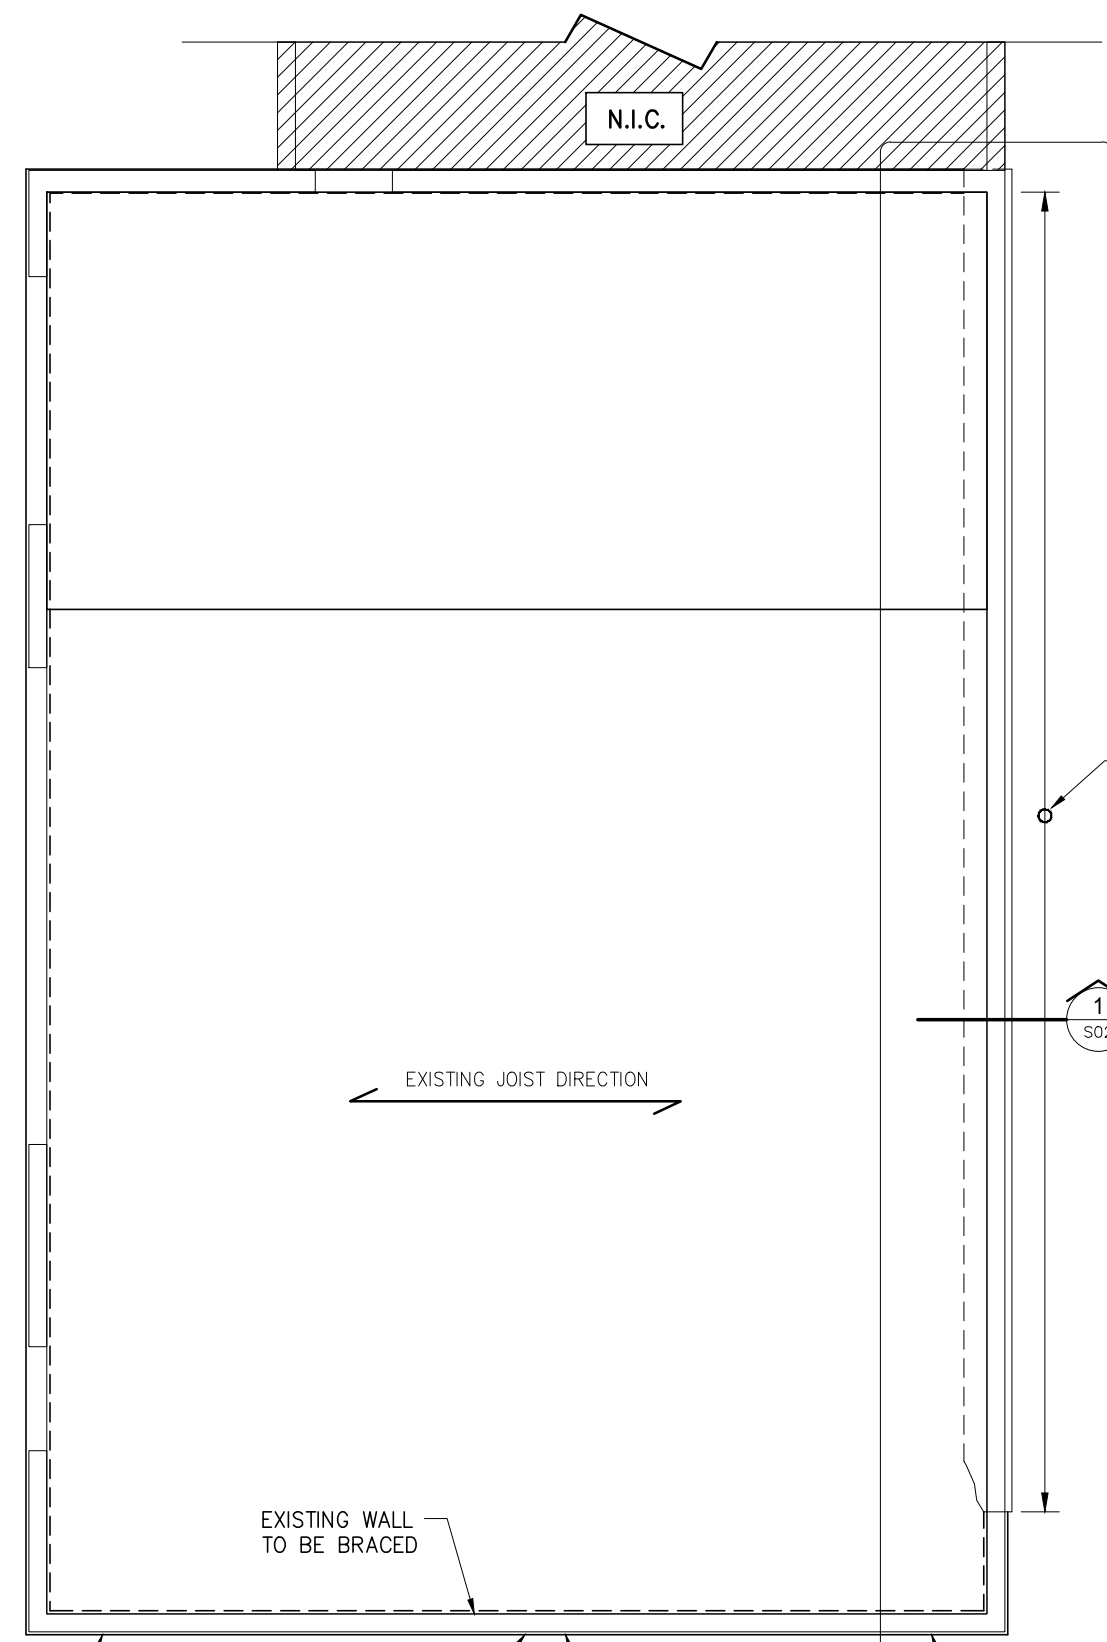 N.I.C.
1
EXISTING JOIST DIRECTION
EXISTING WALL
TO BE BRACED